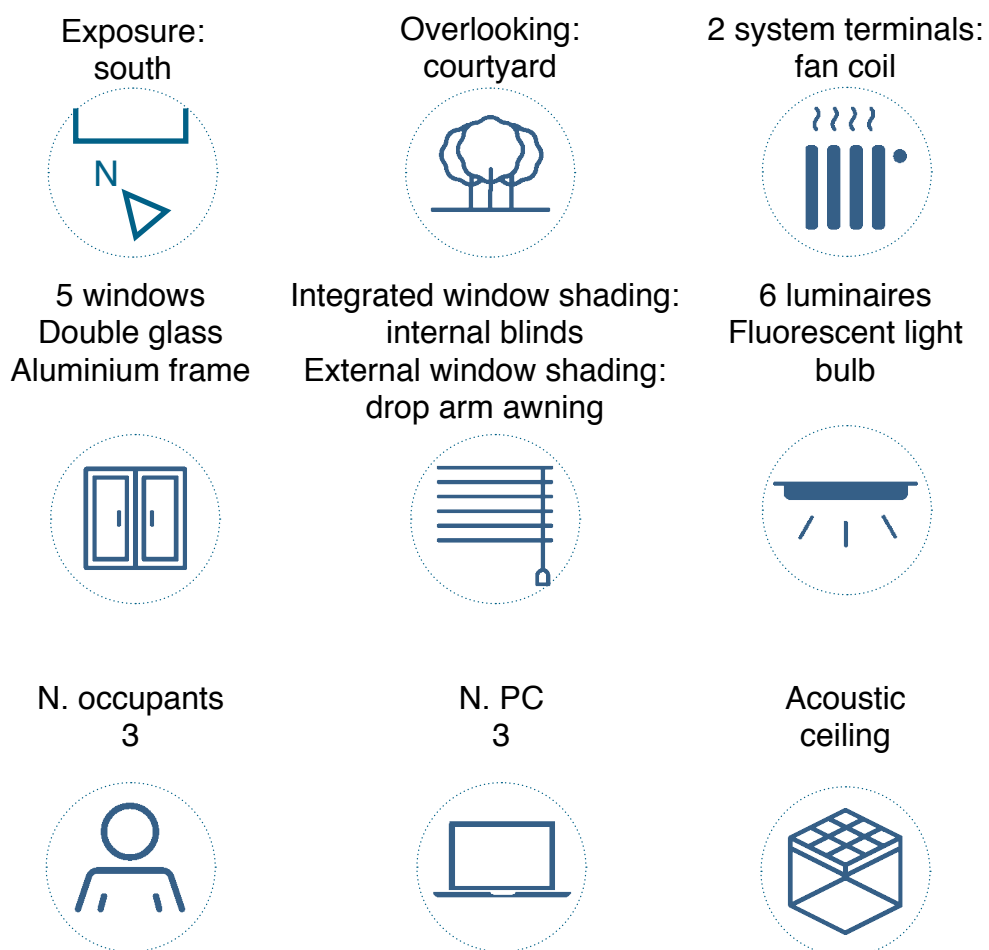 Exposure:
south
N
Overlooking:
courtyard
2 system terminals:
fan coil
5 windows
Double glass
Aluminium frame
Integrated window shading:
internal blinds
External window shading:
drop arm awning
6 luminaires
Fluorescent light
bulb
N. occupants
3
N. PC
3
Acoustic
ceiling